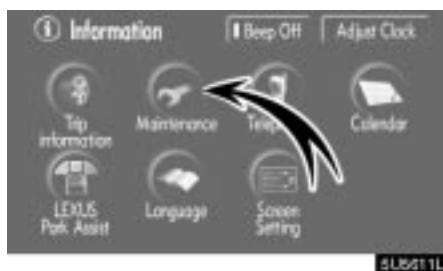 i Information Beep Off Adjust Clock
Trip information
Maintenance
Calendar
LEXUS Park Assist
Language
Screen Setting
5U5611L